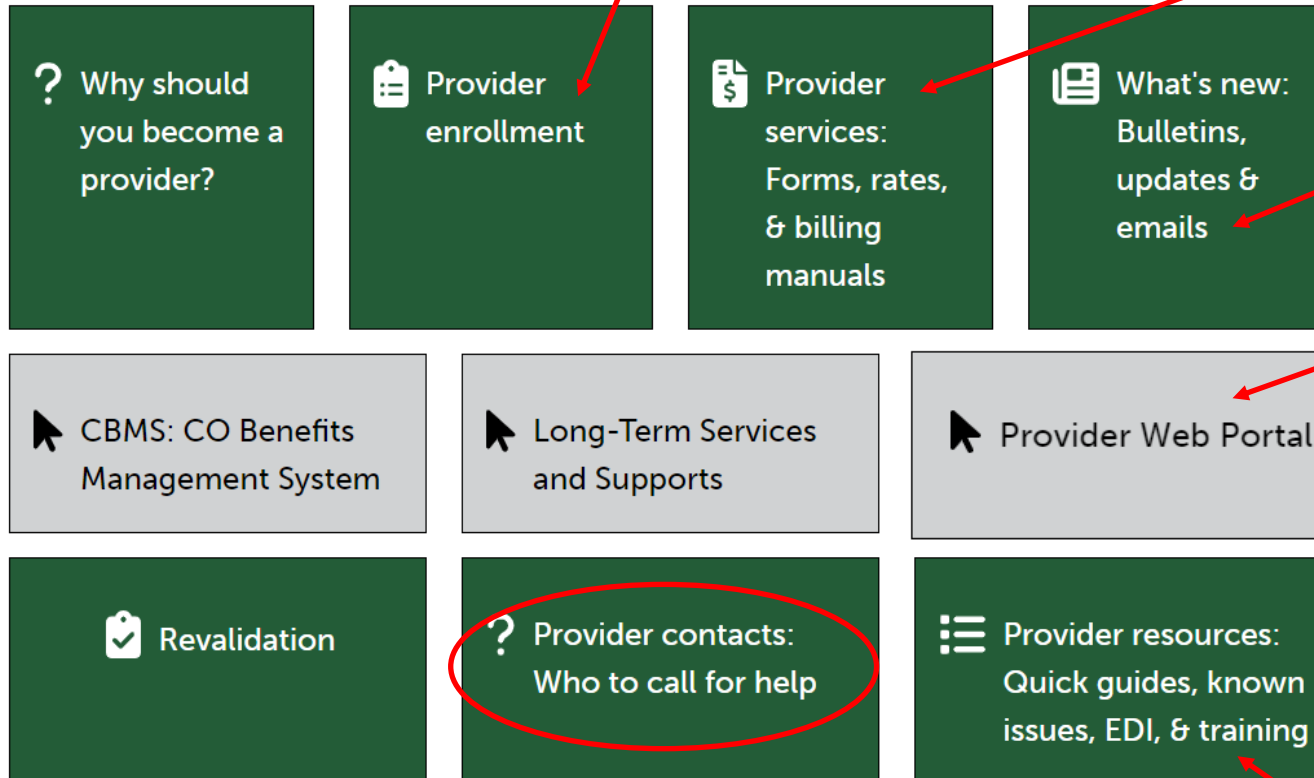 Why should
you become a
provider?
Provider
enrollment
Provider
services:
Forms, rates,
& billing
manuals
What's new:
Bulletins,
updates &
emails
CBMS: CO Benefits
Management System
Long-Term Services
and Supports
Provider Web Portal
Revalidation
Provider contacts:
Who to call for help
Provider resources:
Quick guides, known
issues, EDI, & training